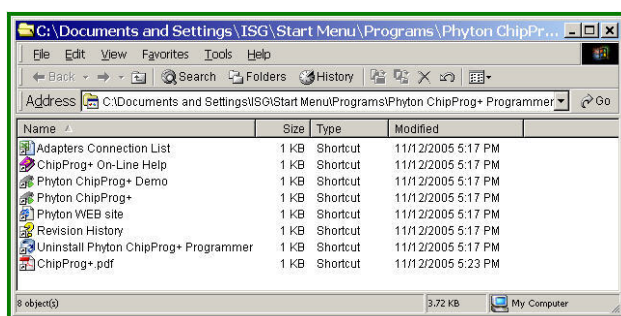 C:\Documents and Settings\ISG\Start Menu\Programs\Phyton ChipPr...
File Edit View Favorites Tools Help
Back Search Folders History
Address C:\Documents and Settings\ISG\Start Menu\Programs\Phyton ChipProg+ Programmer Go
Name Size Type Modified
Adapters Connection List 1 KB Shortcut 11/12/2005 5:17 PM
ChipProg+ On-Line Help 1 KB Shortcut 11/12/2005 5:17 PM
Phyton ChipProg+ Demo 1 KB Shortcut 11/12/2005 5:17 PM
Phyton ChipProg+ 1 KB Shortcut 11/12/2005 5:17 PM
Phyton WEB site 1 KB Shortcut 11/12/2005 5:17 PM
Revision History 1 KB Shortcut 11/12/2005 5:17 PM
Uninstall Phyton ChipProg+ Programmer 1 KB Shortcut 11/12/2005 5:17 PM
ChipProg+.pdf 1 KB Shortcut 11/12/2005 5:23 PM
8 object(s) 3.72 KB My Computer